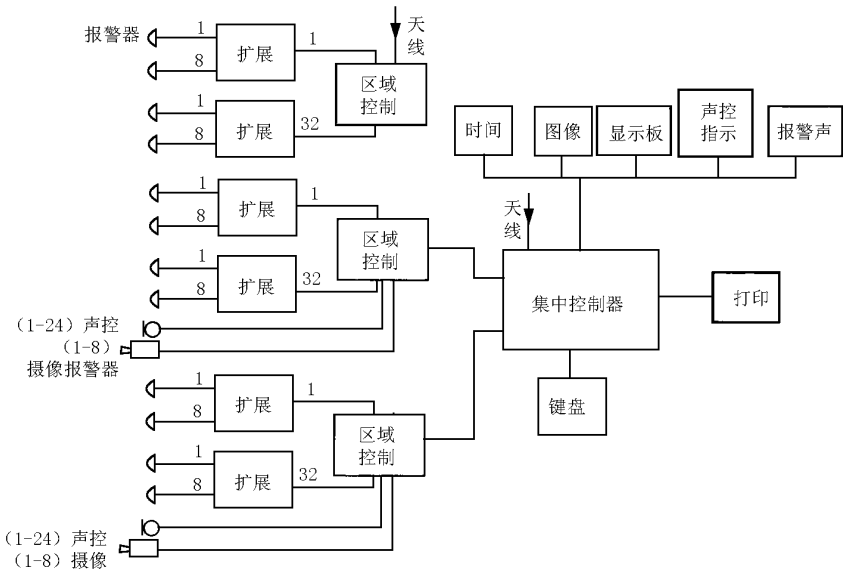 报警器
1
8
扩展
1
天
线
区域
控制
1
8
扩展
32
时间
图像
显示板
声控
指示
报警声
1
8
扩展
1
天
线
区域
控制
1
8
扩展
32
集中控制器
打印
(1-24) 声控
(1-8)
摄像报警器
1
8
扩展
1
键盘
区域
控制
1
8
扩展
32
(1-24) 声控
(1-8) 摄像